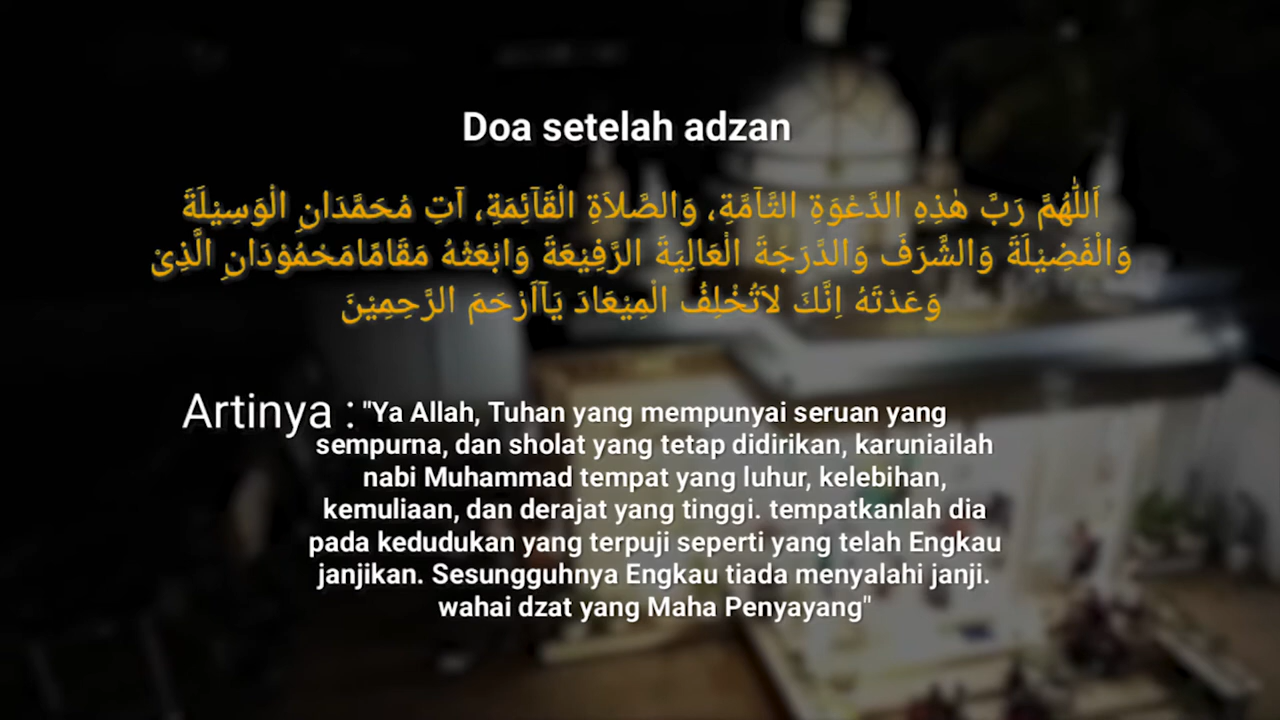 Doa setelah adzan
اَللّٰهُمَّ رَبَّ هٰذِهِ الدَّعْوَةِ التَّآمَّةِ، وَالصَّلاَةِ الْقَآئِمَةِ، آتِ مُحَمَّدَانِ الْوَسِيْلَةَ
وَالْفَضِيْلَةَ وَالشَّرَفَ وَالدَّرَجَةَ الْعَالِيَةَ الرَّفِيْعَةَ وَابْعَثْهُ مَقَامًامَحْمُوْدَانِ الَّذِىْ
وَعَدْتَهُ اِنَّكَ لاَتُخْلِفُ الْمِيْعَادَ يَآاَرْحَمَ الرَّحِمِيْنَ
Artinya : "Ya Allah, Tuhan yang mempunyai seruan yang
sempurna, dan sholat yang tetap didirikan, karuniailah
nabi Muhammad tempat yang luhur, kelebihan,
kemuliaan, dan derajat yang tinggi. tempatkanlah dia
pada kedudukan yang terpuji seperti yang telah Engkau
janjikan. Sesungguhnya Engkau tiada menyalahi janji.
wahai dzat yang Maha Penyayang"